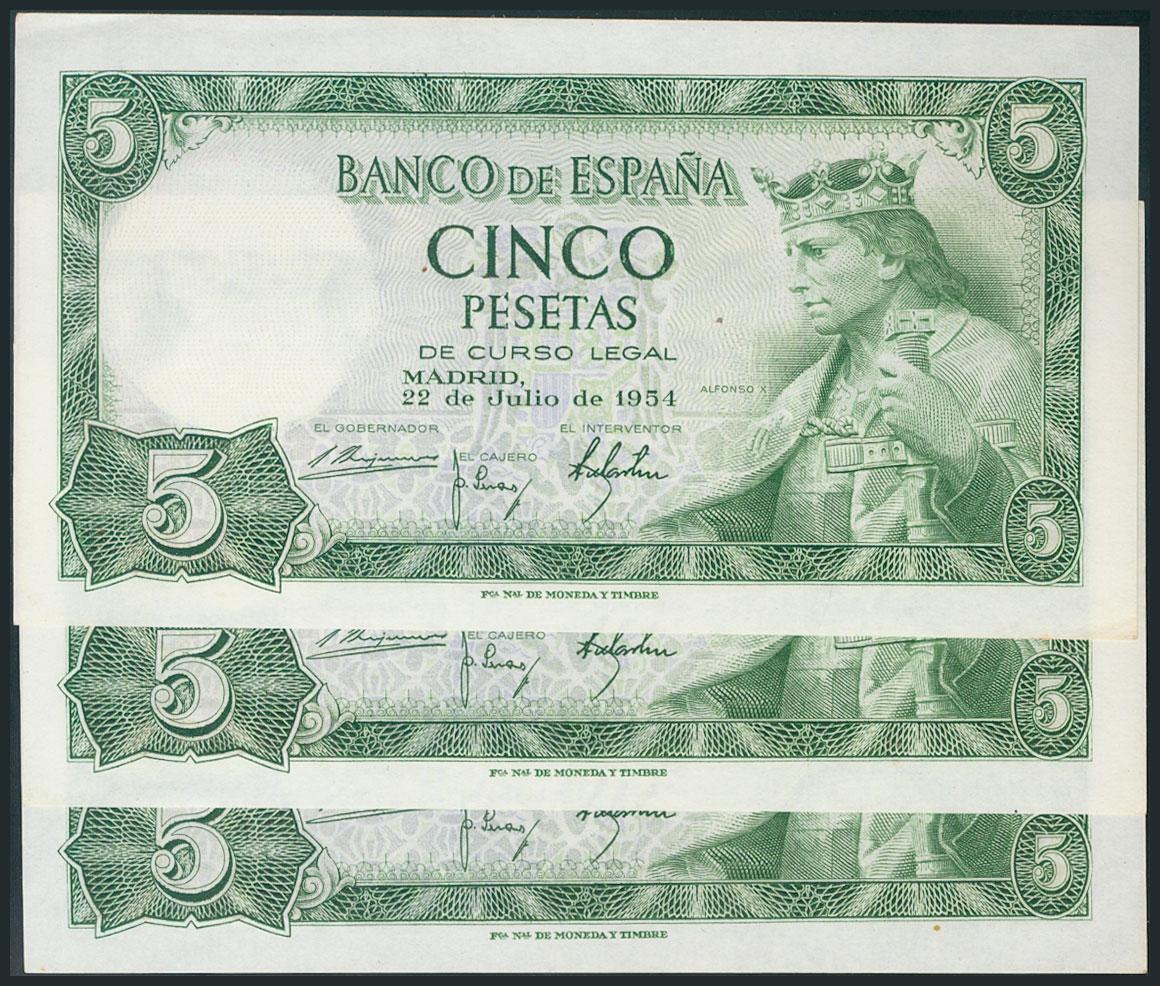 5 5
BANCO DE ESPAÑA
CINCO
PESETAS
DE CURSO LEGAL
MADRID,
22 de Julio de 1954
ALFONSO X
EL GOBERNADOR EL INTERVENTOR
EL CAJERO
5 5
Fca Nal DE MONEDA Y TIMBRE
EL CAJERO
5 5
Fca Nal DE MONEDA Y TIMBRE
5 5
Fca Nal DE MONEDA Y TIMBRE